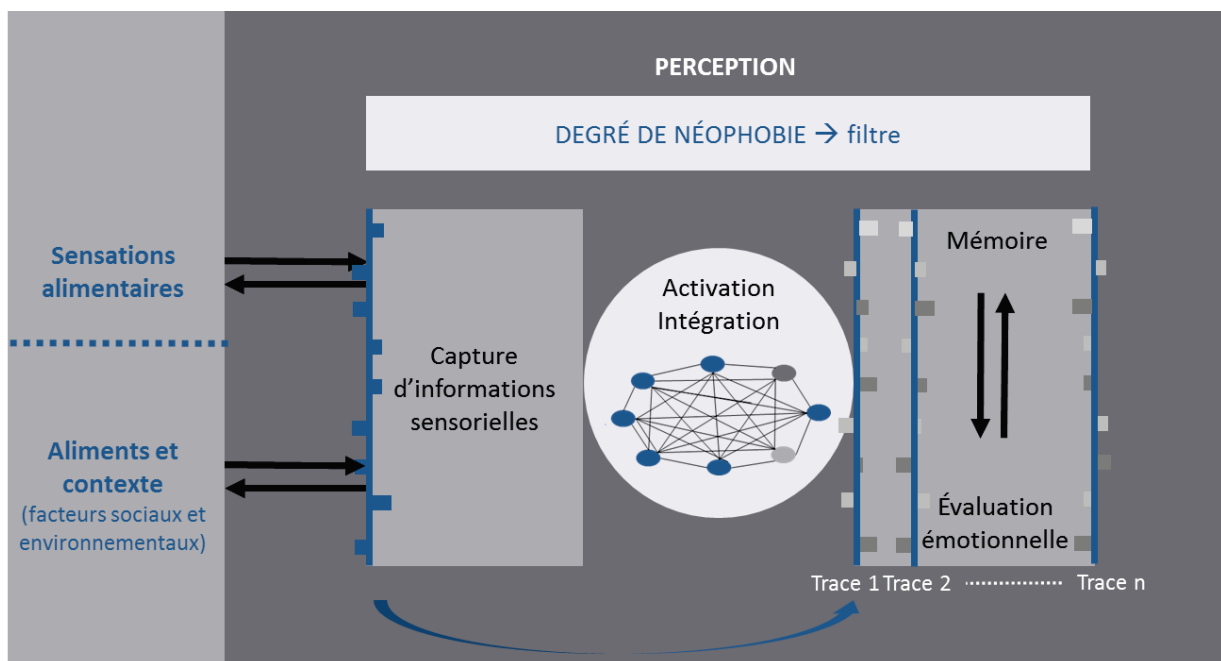 PERCEPTION
DEGRÉ DE NÉOPHOBIE → filtre
Sensations
alimentaires
Aliments et
contexte
(facteurs sociaux et
environnementaux)
Capture
d’informations
sensorielles
Activation
Intégration
Mémoire
Évaluation
émotionnelle
Trace 1 Trace 2 Trace n